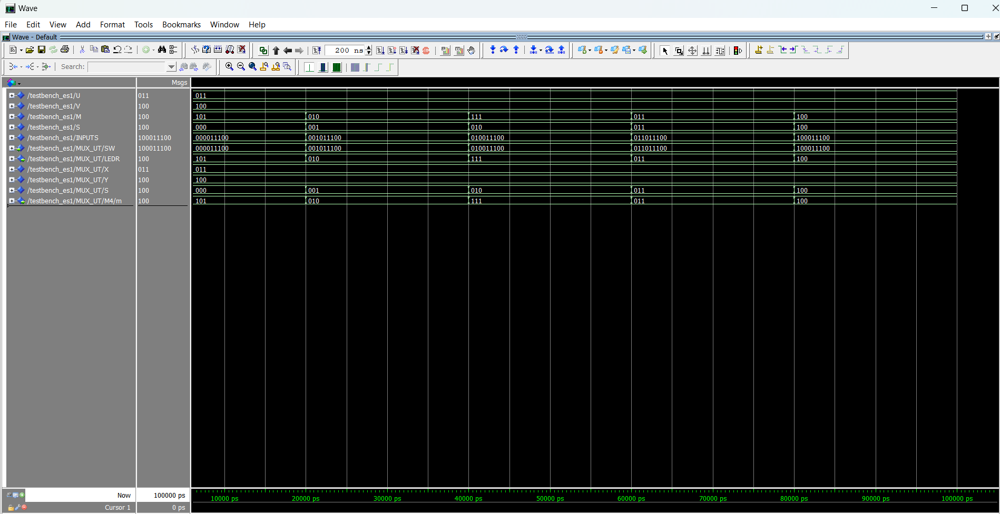 Wave
File Edit View Add Format Tools Bookmarks Window Help
Wave - Default
200 ns
Search:
Msgs
/testbench_es1/U 011 011
/testbench_es1/V 100 100
/testbench_es1/M 100 101 010 111 011 100
/testbench_es1/S 100 000 001 010 011 100
/testbench_es1/INPUTS 100011100 000011100 001011100 010011100 011011100 100011100
/testbench_es1/MUX_UT/SW 100011100 000011100 001011100 010011100 011011100 100011100
/testbench_es1/MUX_UT/LEDR 100 101 010 111 011 100
/testbench_es1/MUX_UT/X 011 011
/testbench_es1/MUX_UT/Y 100 100
/testbench_es1/MUX_UT/S 100 000 001 010 011 100
/testbench_es1/MUX_UT/M4/m 100 101 010 111 011 100
Now 100000 ps 10000 ps 20000 ps 30000 ps 40000 ps 50000 ps 60000 ps 70000 ps 80000 ps 90000 ps 100000 ps
Cursor 1 0 ps